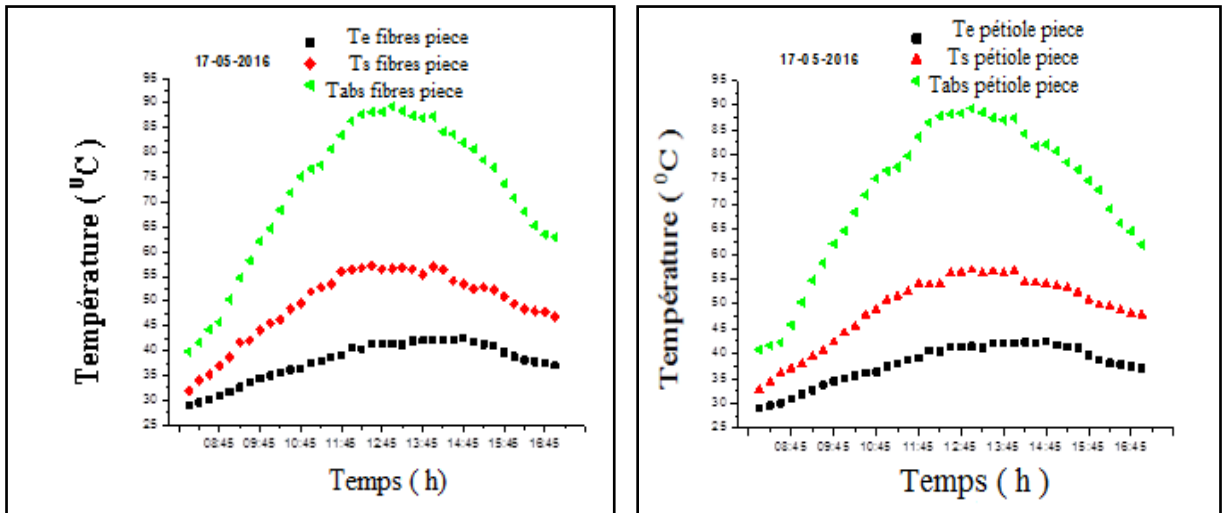 Te fibres piece
17-05-2016
Ts fibres piece
Tabs fibres piece
Température ( ⁰C )
95
90
85
80
75
70
65
60
55
50
45
40
35
30
25
08:45 09:45 10:45 11:45 12:45 13:45 14:45 15:45 16:45
Temps ( h)
Te pétiole piece
17-05-2016
Ts pétiole piece
Tabs pétiole piece
Température ( ⁰C )
95
90
85
80
75
70
65
60
55
50
45
40
35
30
25
08:45 09:45 10:45 11:45 12:45 13:45 14:45 15:45 16:45
Temps ( h )